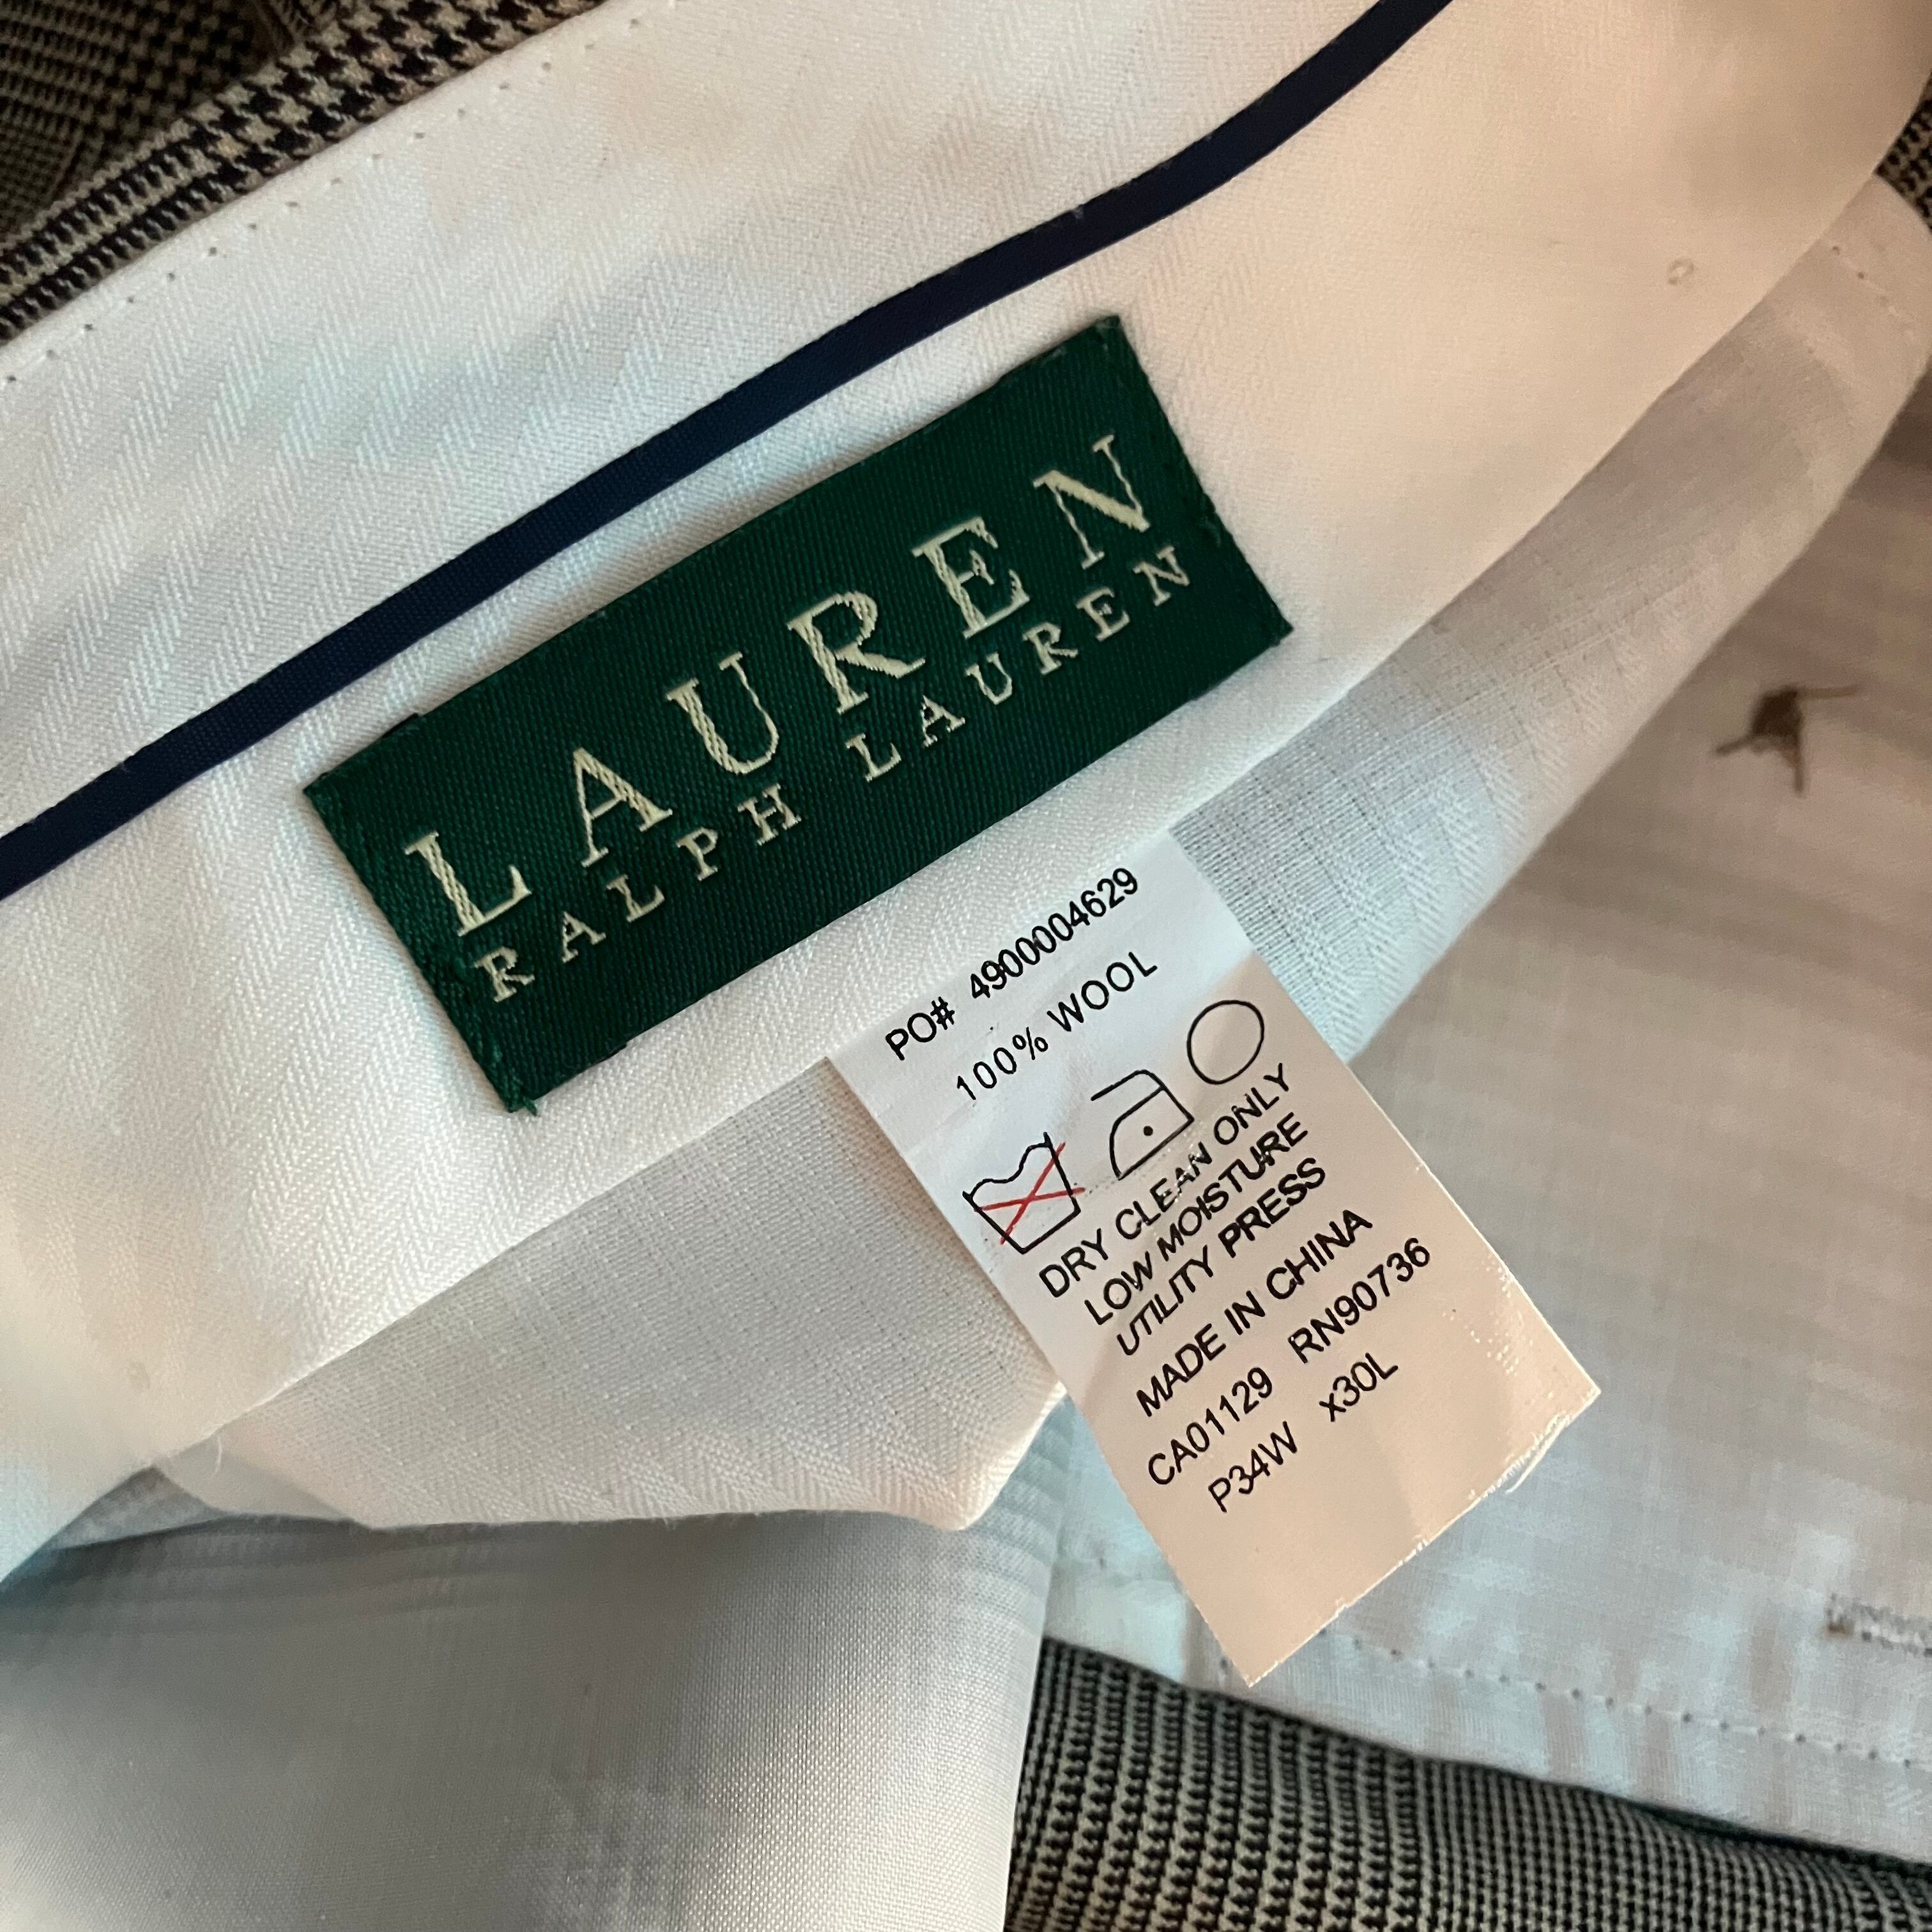 LAUREN
RALPH LAUREN
PO# 4900004629
100% WOOL
DRY CLEAN ONLY
LOW MOISTURE
UTILITY PRESS
MADE IN CHINA
CA01129 RN90736
P34W x30L